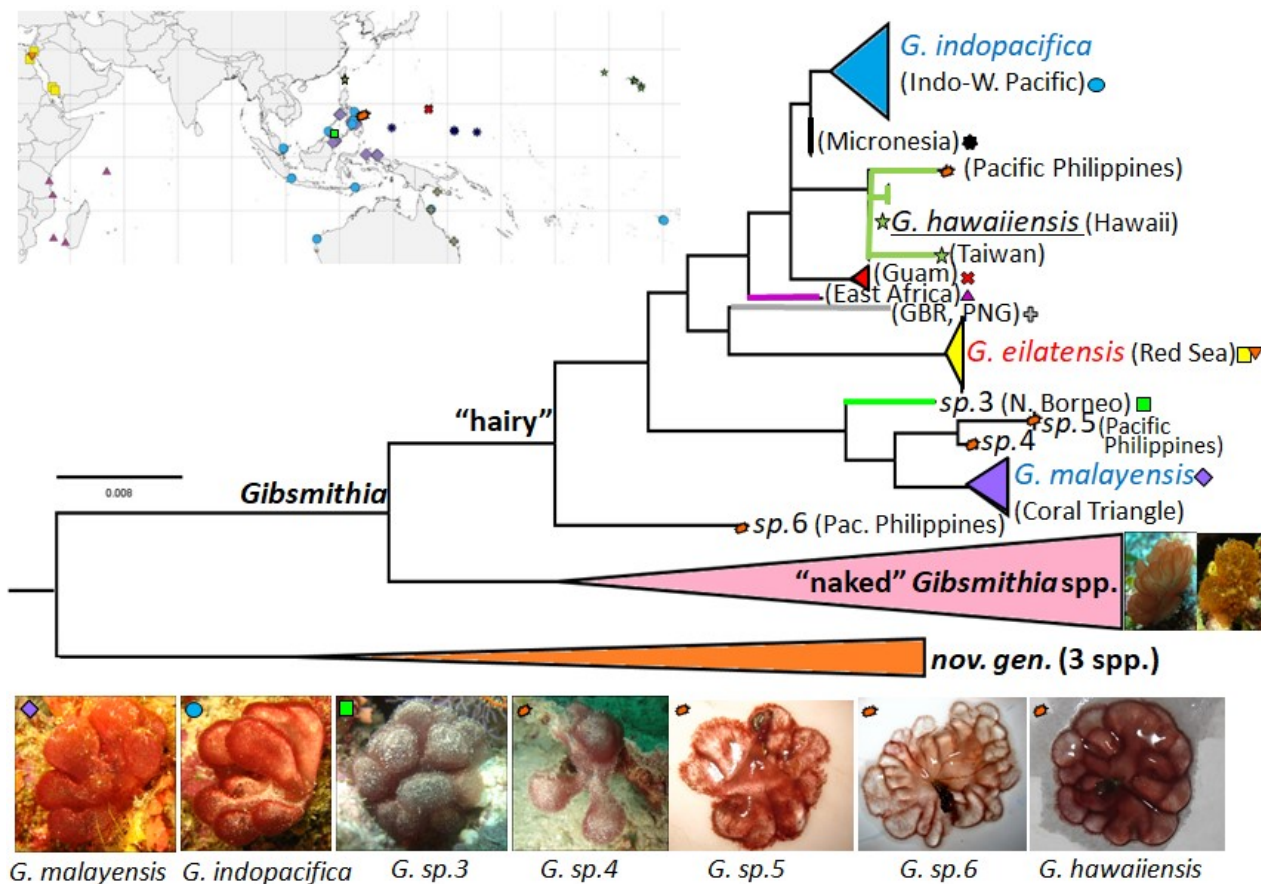 G. indopacifica
(Indo-W. Pacific)
(Micronesia)
(Pacific Philippines)
G. hawaiiensis (Hawaii)
(Taiwan)
(Guam)
(East Africa)
(GBR, PNG)
G. eilatensis (Red Sea)
sp.3 (N. Borneo)
"hairy"
sp.5 (Pacific
Philippines)
sp.4
0.008
Gibsmithia
G. malayensis
(Coral Triangle)
sp.6 (Pac. Philippines)
"naked" Gibsmithia spp.
nov. gen. (3 spp.)
G. malayensis
G. indopacifica
G. sp.3
G. sp.4
G. sp.5
G. sp.6
G. hawaiiensis